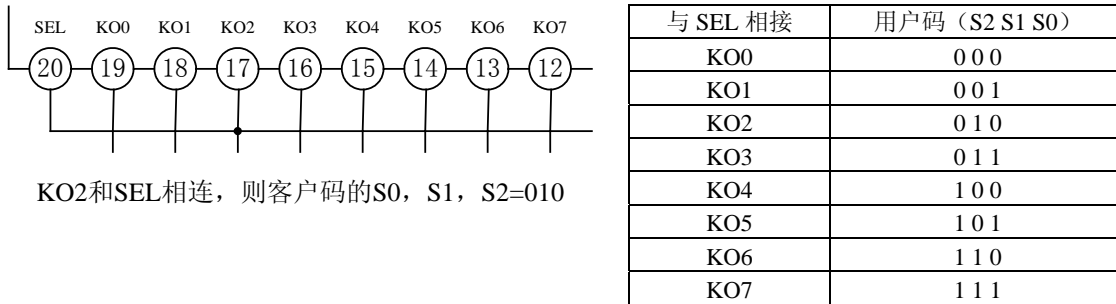 SEL KO0 KO1 KO2 KO3 KO4 KO5 KO6 KO7
20 19 18 17 16 15 14 13 12
KO2和SEL相连，则客户码的S0，S1，S2=010
与 SEL 相接 用户码（S2 S1 S0）
KO0 0 0 0
KO1 0 0 1
KO2 0 1 0
KO3 0 1 1
KO4 1 0 0
KO5 1 0 1
KO6 1 1 0
KO7 1 1 1